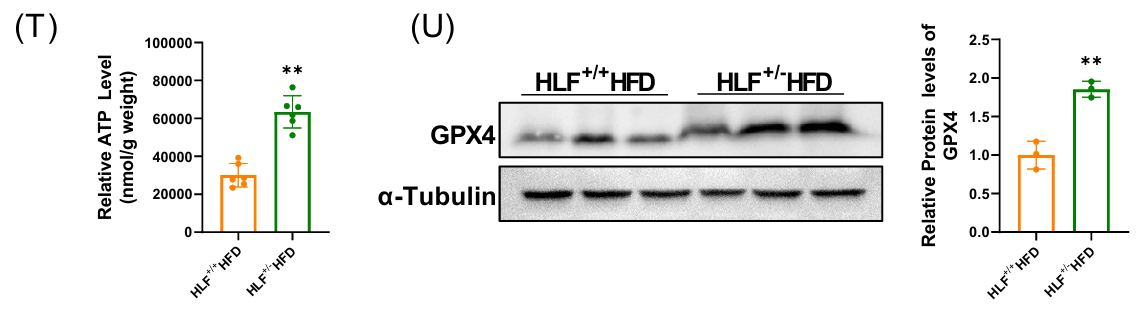 (T)
Relative ATP Level
(nmol/g weight)
100000
80000
60000
40000
20000
0
**
HLF+/+HFD
HLF+/-HFD
(U)
HLF+/+HFD
HLF+/-HFD
GPX4
α-Tubulin
Relative Protein levels of
GPX4
2.5
2.0
1.5
1.0
0.5
0.0
**
HLF+/+HFD
HLF+/-HFD